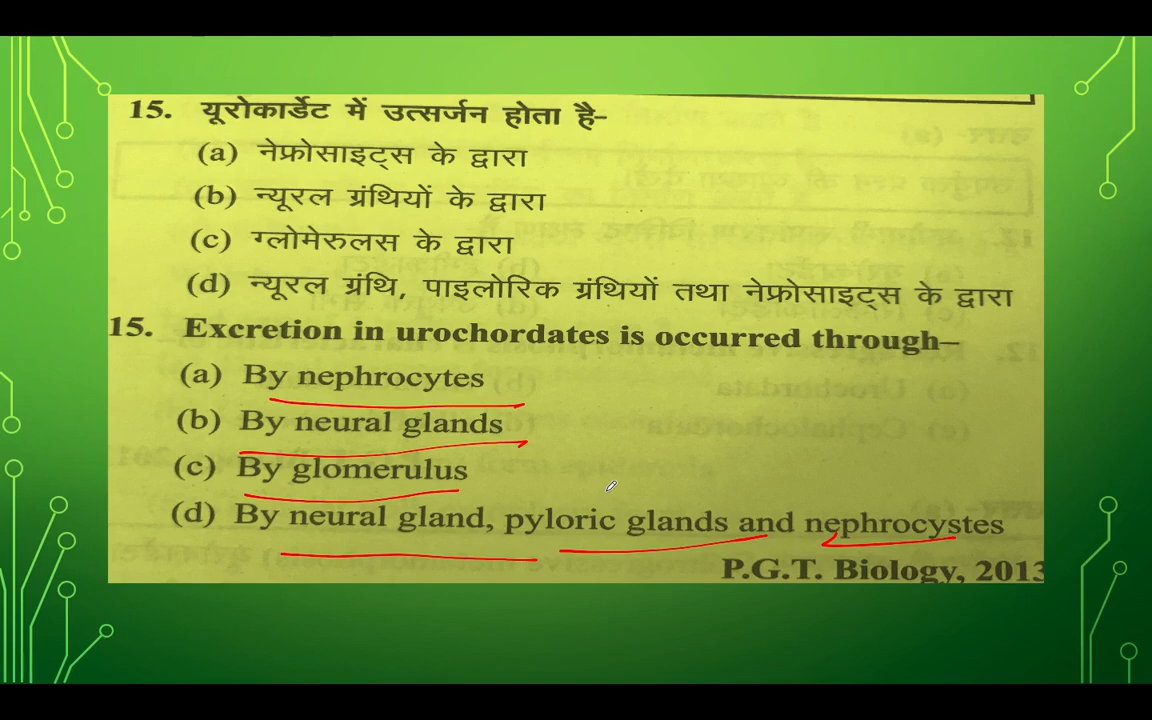 15. यूरोकार्डेट में उत्सर्जन होता है-
(a) नेफ्रोसाइट्स के द्वारा
(b) न्यूरल ग्रंथियों के द्वारा
(c) ग्लोमेरुलस के द्वारा
(d) न्यूरल ग्रंथि, पाइलोरिक ग्रंथियों तथा नेफ्रोसाइट्स के द्वारा
15. Excretion in urochordates is occurred through–
(a) By nephrocytes
(b) By neural glands
(c) By glomerulus
(d) By neural gland, pyloric glands and nephrocystes
P.G.T. Biology, 2013